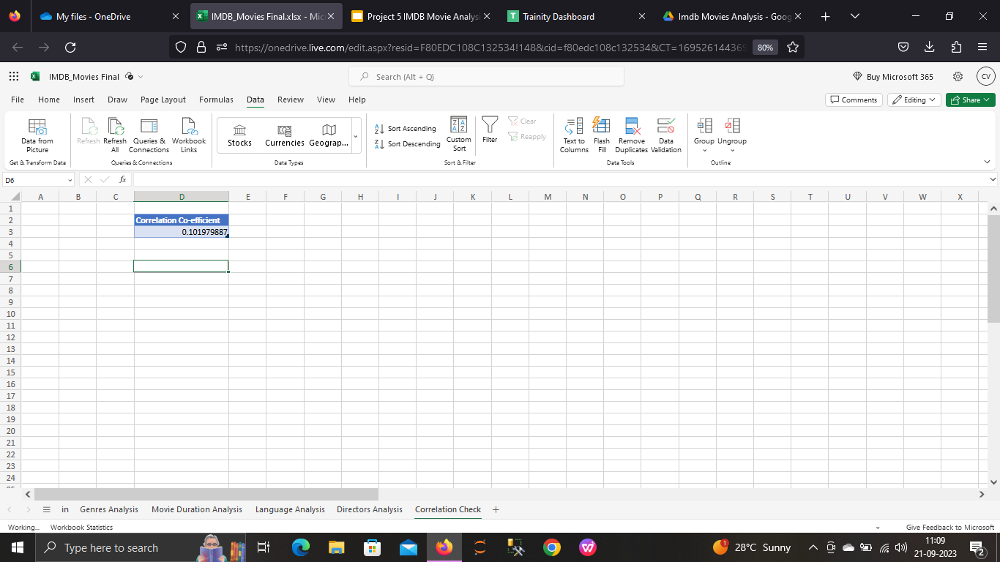 My files - OneDrive
IMDB_Movies Final.xlsx - Mic
Project 5 IMDB Movie Analysi
T Trainity Dashboard
Imdb Movies Analysis - Goog
https://onedrive.live.com/edit.aspx?resid=F80EDC108C132534!148&cid=f80edc108c132534&CT=169526144369
80%
IMDB_Movies Final
Search (Alt + Q)
Buy Microsoft 365
CV
File Home Insert Draw Page Layout Formulas Data Review View Help
Comments Editing Share
Data from Picture
Refresh
Refresh All
Queries & Connections
Workbook Links
Stocks
Currencies
Geograp...
Sort Ascending
Sort Descending
Custom Sort
Filter
Clear
Reapply
Text to Columns
Flash Fill
Remove Duplicates
Data Validation
Group
Ungroup
Get & Transform Data
Queries & Connections
Data Types
Sort & Filter
Data Tools
Outline
D6
fx
A B C D E F G H I J K L M N O P Q R S T U V W X
1
2 Correlation Co-efficient
3 0.101979887
4
5
6
7
8
9
10
11
12
13
14
15
16
17
18
19
20
21
22
23
24
in Genres Analysis Movie Duration Analysis Language Analysis Directors Analysis Correlation Check
Working... Workbook Statistics
Give Feedback to Microsoft
Type here to search
1
28°C Sunny
11:09
21-09-2023
2